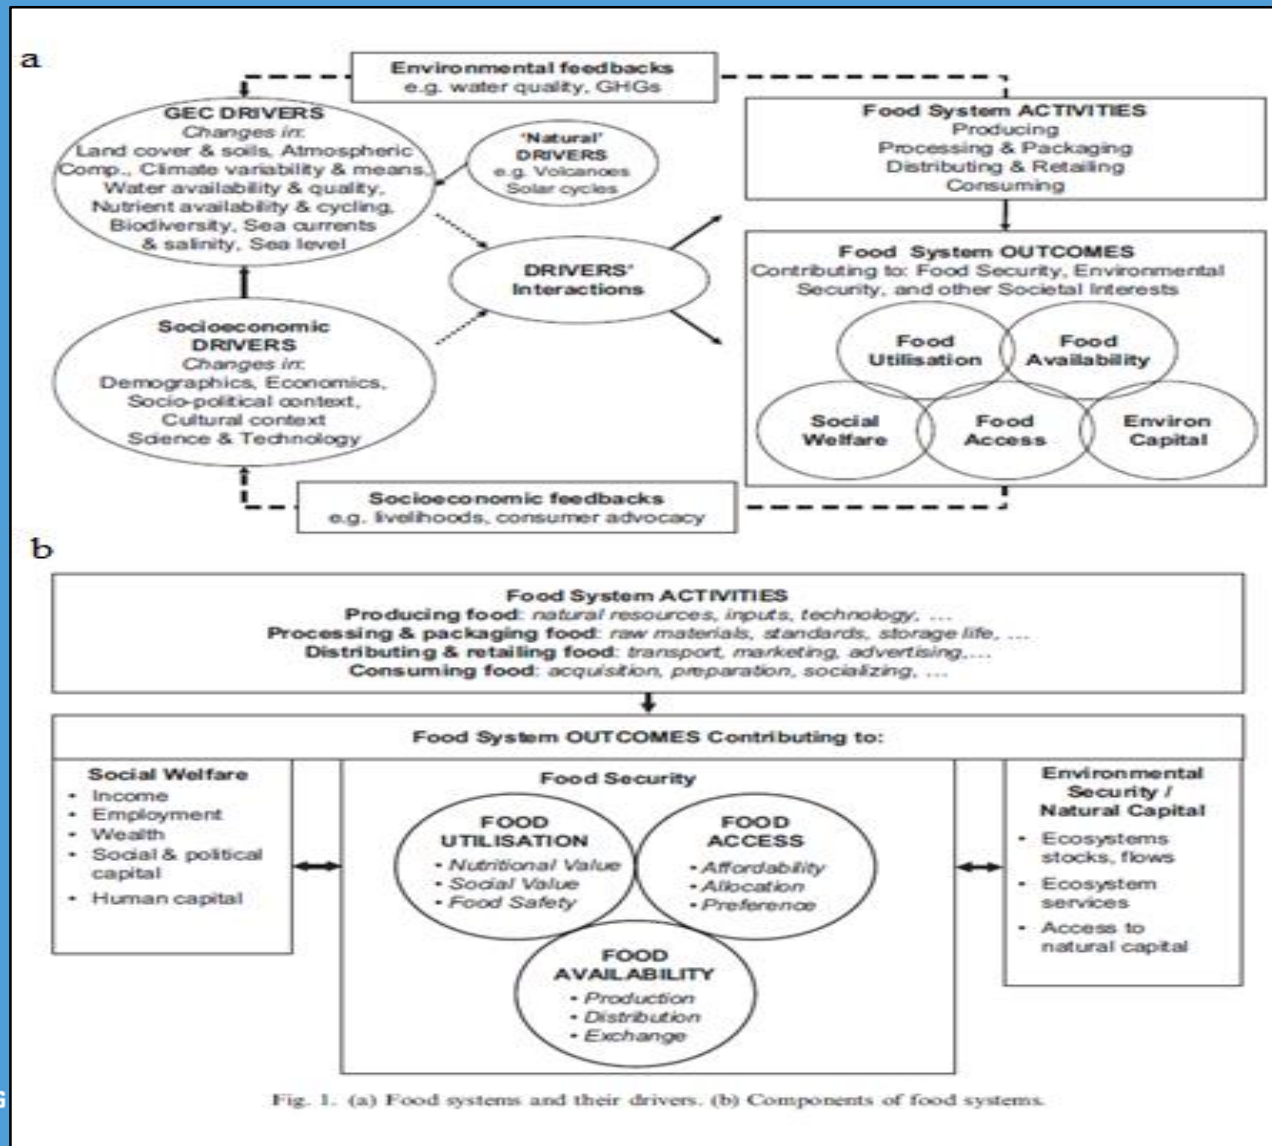 a
Environmental feedbacks
e.g. water quality, GHGs
GEC DRIVERS
Changes in:
Land cover & soils, Atmospheric
Comp., Climate variability & means,
Water availability & quality,
Nutrient availability & cycling,
Biodiversity, Sea currents
& salinity, Sea level
'Natural'
DRIVERS
e.g. Volcanoes
Solar cycles
Food System ACTIVITIES
Producing
Processing & Packaging
Distributing & Retailing
Consuming
DRIVERS'
Interactions
Food System OUTCOMES
Contributing to: Food Security, Environmental
Security, and other Societal Interests
Food
Utilisation
Food
Availability
Social
Welfare
Food
Access
Environ
Capital
Socioeconomic
DRIVERS
Changes in:
Demographics, Economics,
Socio-political context,
Cultural context
Science & Technology
Socioeconomic feedbacks
e.g. livelihoods, consumer advocacy
b
Food System ACTIVITIES
Producing food: natural resources, inputs, technology, ...
Processing & packaging food: raw materials, standards, storage life, ...
Distributing & retailing food: transport, marketing, advertising,...
Consuming food: acquisition, preparation, socializing, ...
Food System OUTCOMES Contributing to:
Social Welfare
• Income
• Employment
• Wealth
• Social & political
capital
• Human capital
Food Security
FOOD
UTILISATION
• Nutritional Value
• Social Value
• Food Safety
FOOD
ACCESS
• Affordability
• Allocation
• Preference
FOOD
AVAILABILITY
• Production
• Distribution
• Exchange
Environmental
Security /
Natural Capital
• Ecosystems
stocks, flows
• Ecosystem
services
• Access to
natural capital
Fig. 1. (a) Food systems and their drivers. (b) Components of food systems.